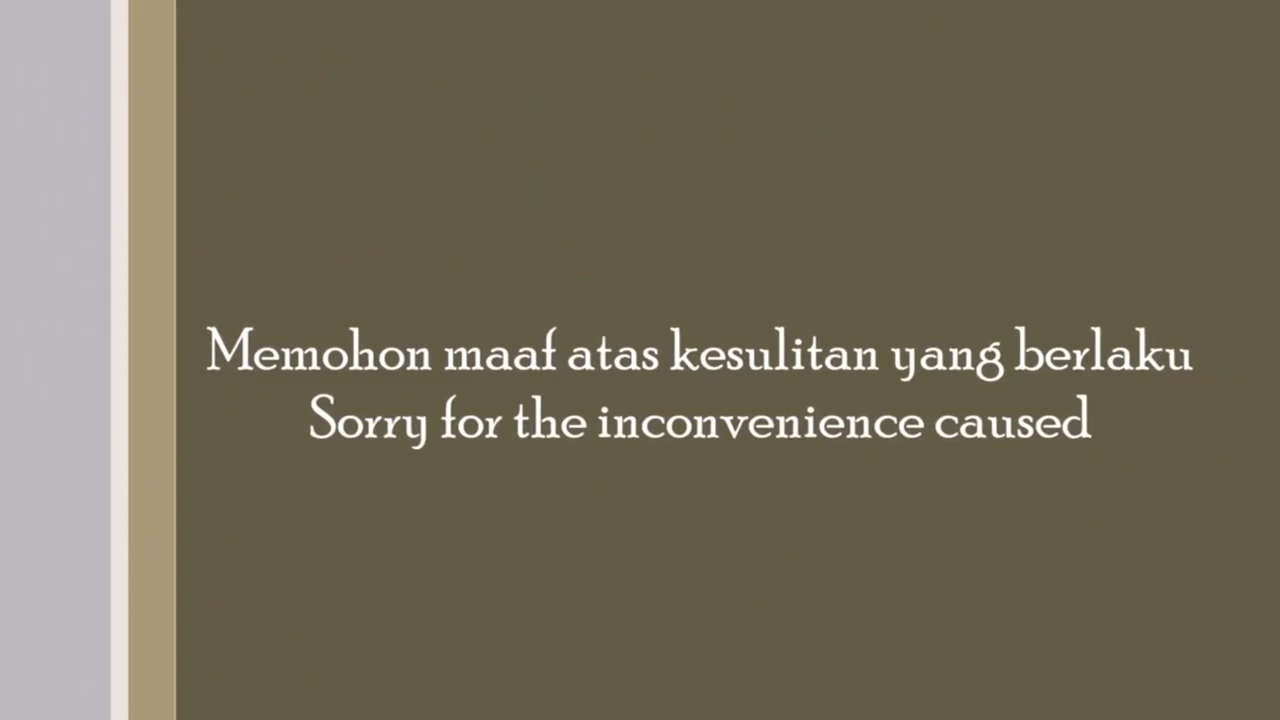 Memohon maaf atas kesulitan yang berlaku
Sorry for the inconvenience caused